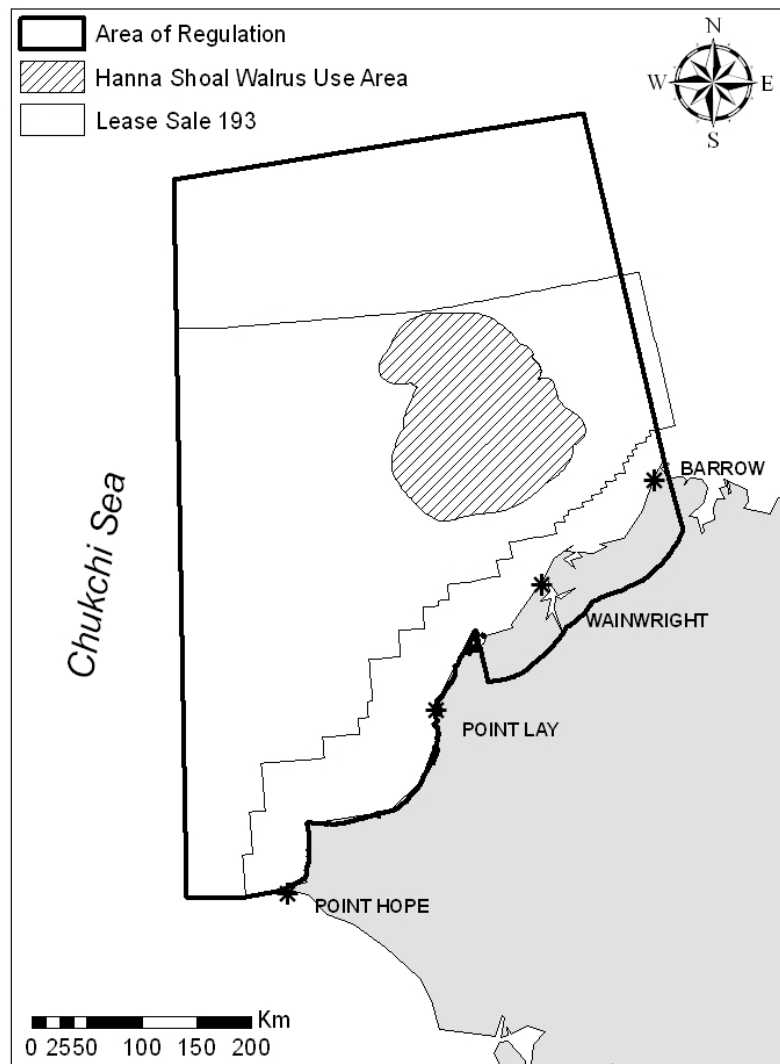 Area of Regulation
Hanna Shoal Walrus Use Area
Lease Sale 193
N
W E
S
BARROW
Chukchi Sea
WAINWRIGHT
POINT LAY
POINT HOPE
Km
0 2550 100 150 200